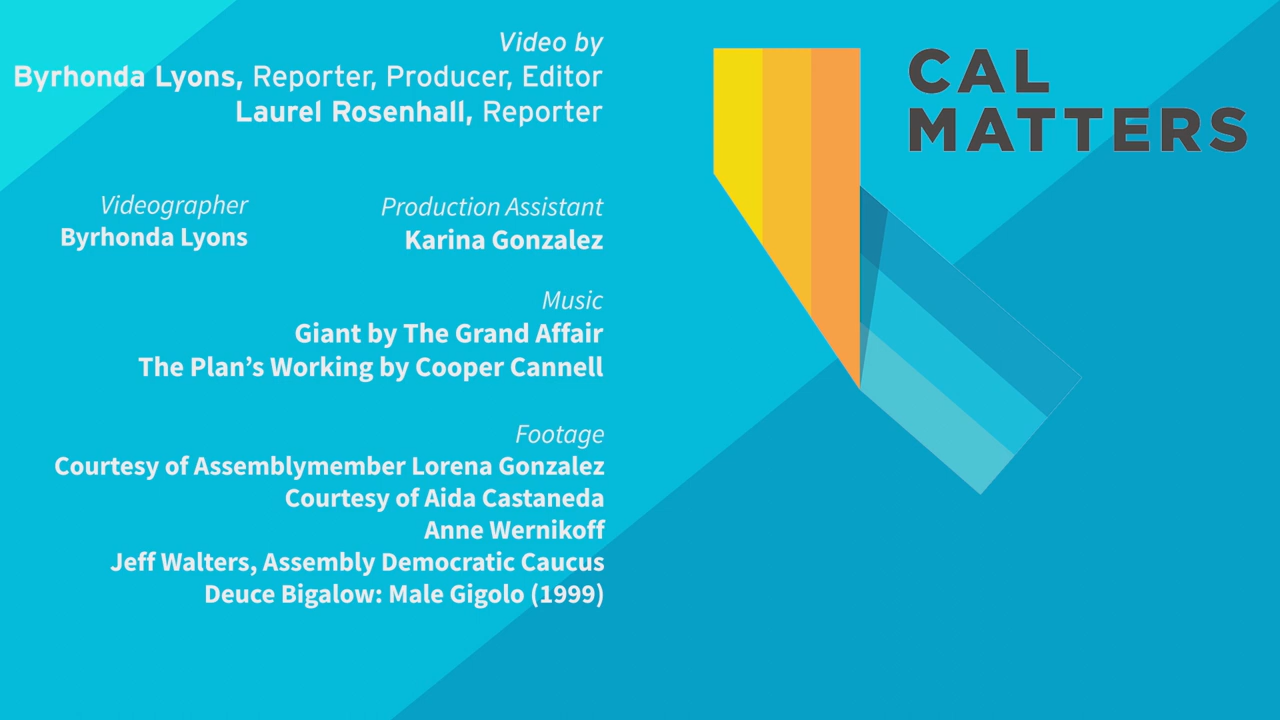 Video by
Byrhonda Lyons, Reporter, Producer, Editor
Laurel Rosenhall, Reporter
Videographer
Byrhonda Lyons
Production Assistant
Karina Gonzalez
Music
Giant by The Grand Affair
The Plan’s Working by Cooper Cannell
Footage
Courtesy of Assemblymember Lorena Gonzalez
Courtesy of Aida Castaneda
Anne Wernikoff
Jeff Walters, Assembly Democratic Caucus
Deuce Bigalow: Male Gigolo (1999)
CAL
MATTERS